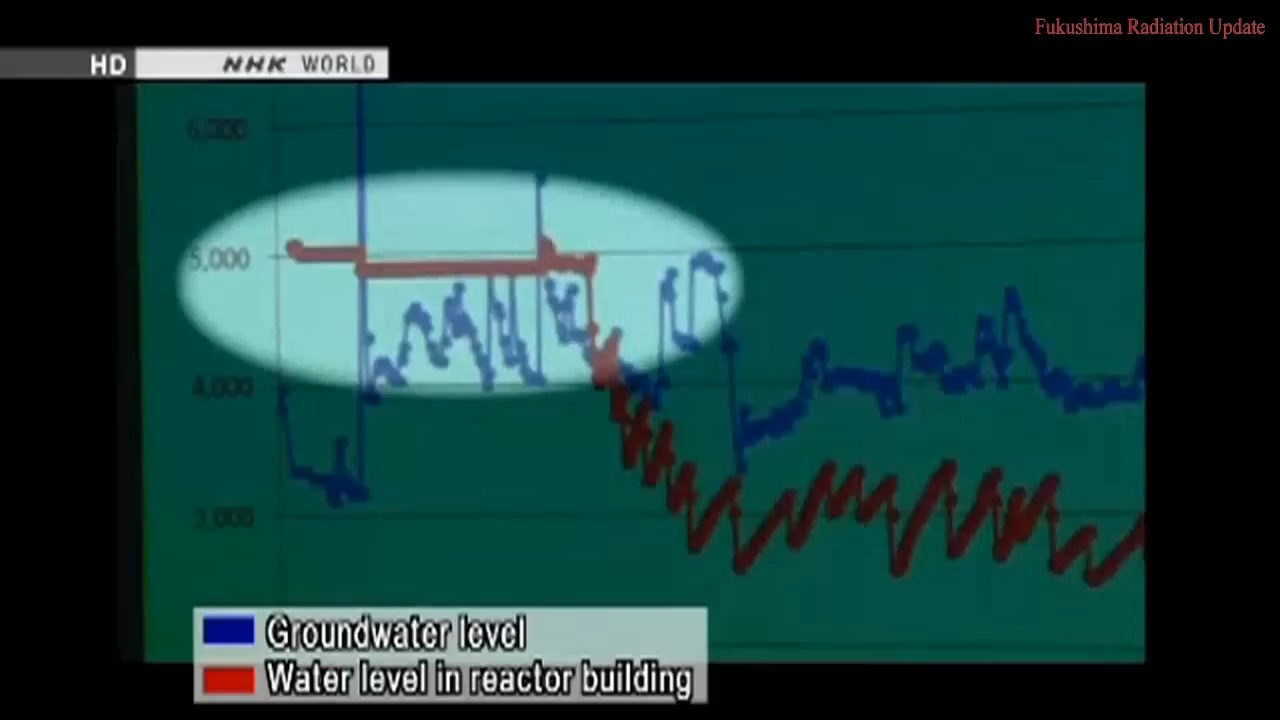 Fukushima Radiation Update
HD NHK WORLD
6,000
5,000
4,000
3,000
Groundwater level
Water level in reactor building